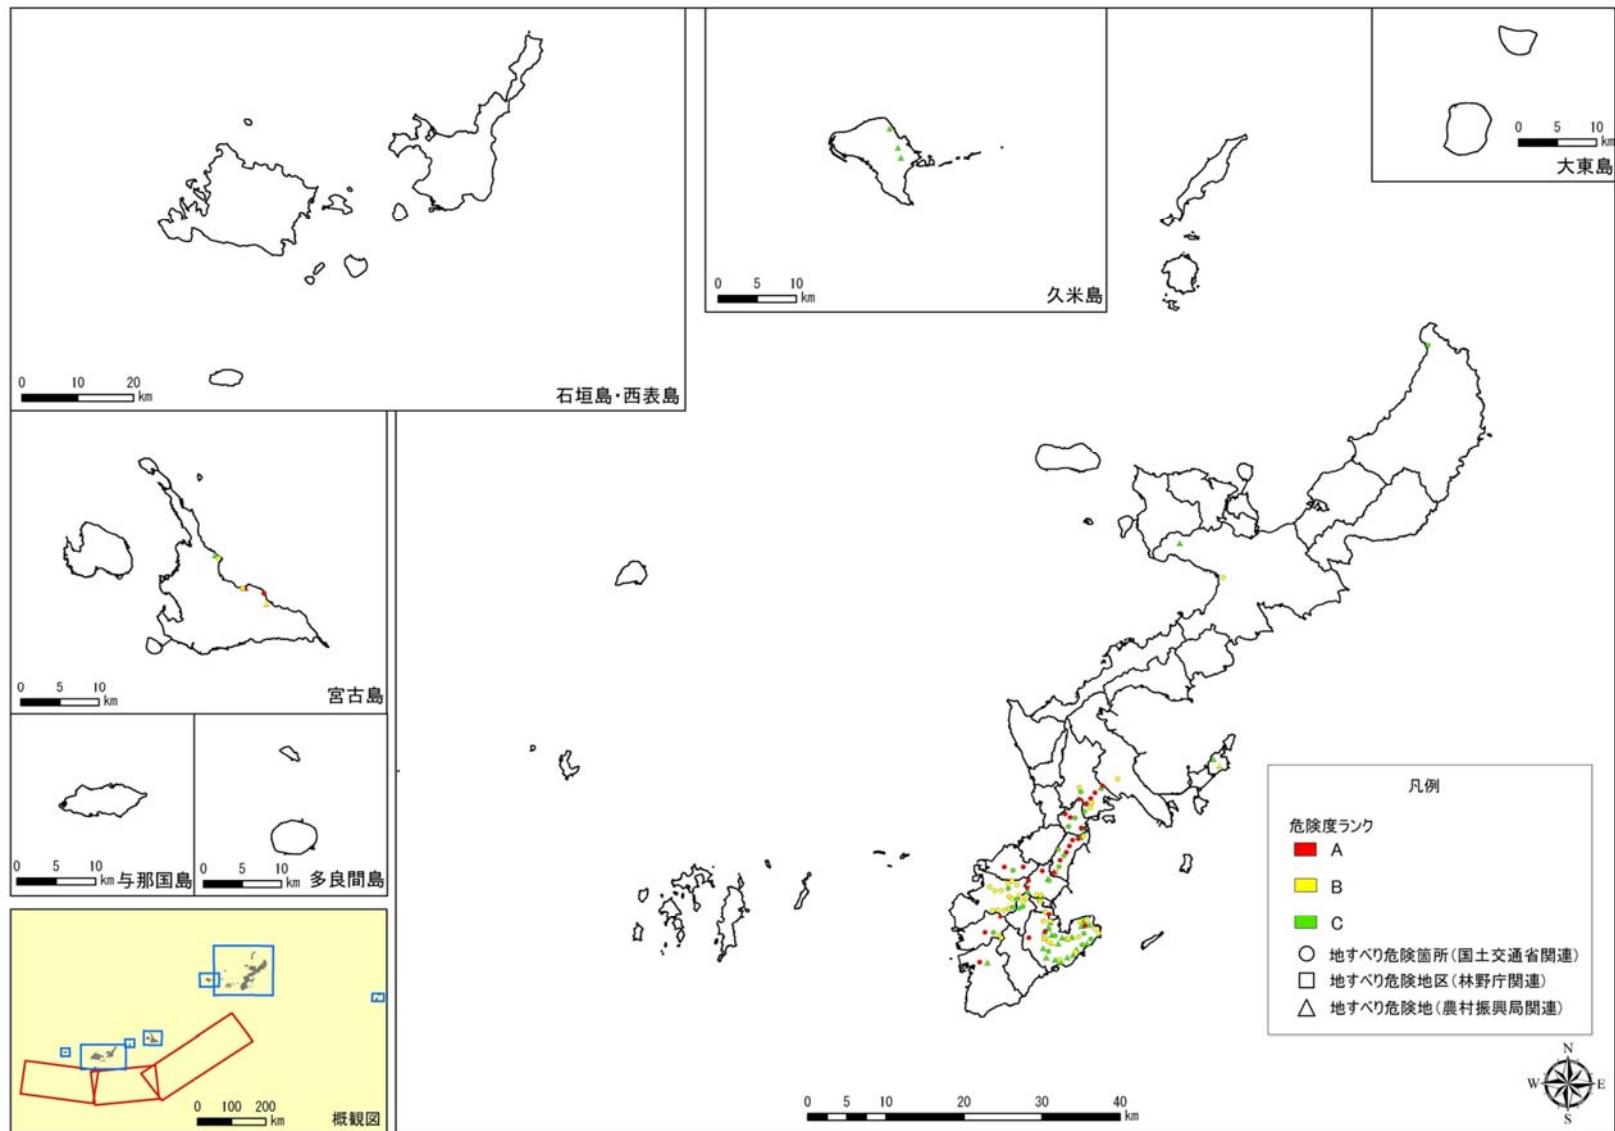 0 10 20 km
石垣島・西表島
0 5 10 km
久米島
0 5 10 km
大東島
0 5 10 km
宮古島
0 5 10 km
与那国島
0 5 10 km
多良間島
0 100 200 km
概観図
凡例
危険度ランク
A
B
C
地すべり危険箇所(国土交通省関連)
地すべり危険地区(林野庁関連)
地すべり危険地(農村振興局関連)
N
W E
S
0 5 10 20 30 40 km